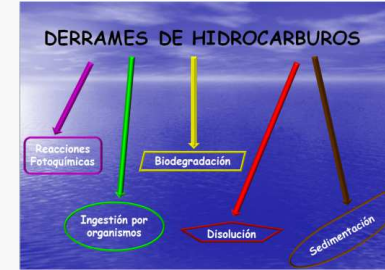 DERRAMES DE HIDROCARBUROS
Reacciones
Fotoquímicas
Biodegradación
Ingestión por
organismos
Disolución
Sedimentación